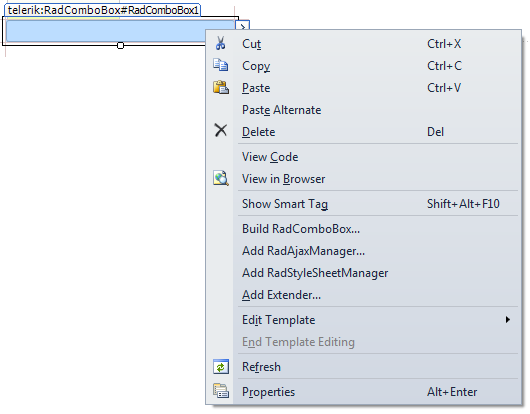 telerik:RadComboBox#RadComboBox1
Cut Ctrl+X
Copy Ctrl+C
Paste Ctrl+V
Paste Alternate
Delete Del
View Code
View in Browser
Show Smart Tag Shift+Alt+F10
Build RadComboBox...
Add RadAjaxManager...
Add RadStyleSheetManager
Add Extender...
Edit Template
End Template Editing
Refresh
Properties Alt+Enter